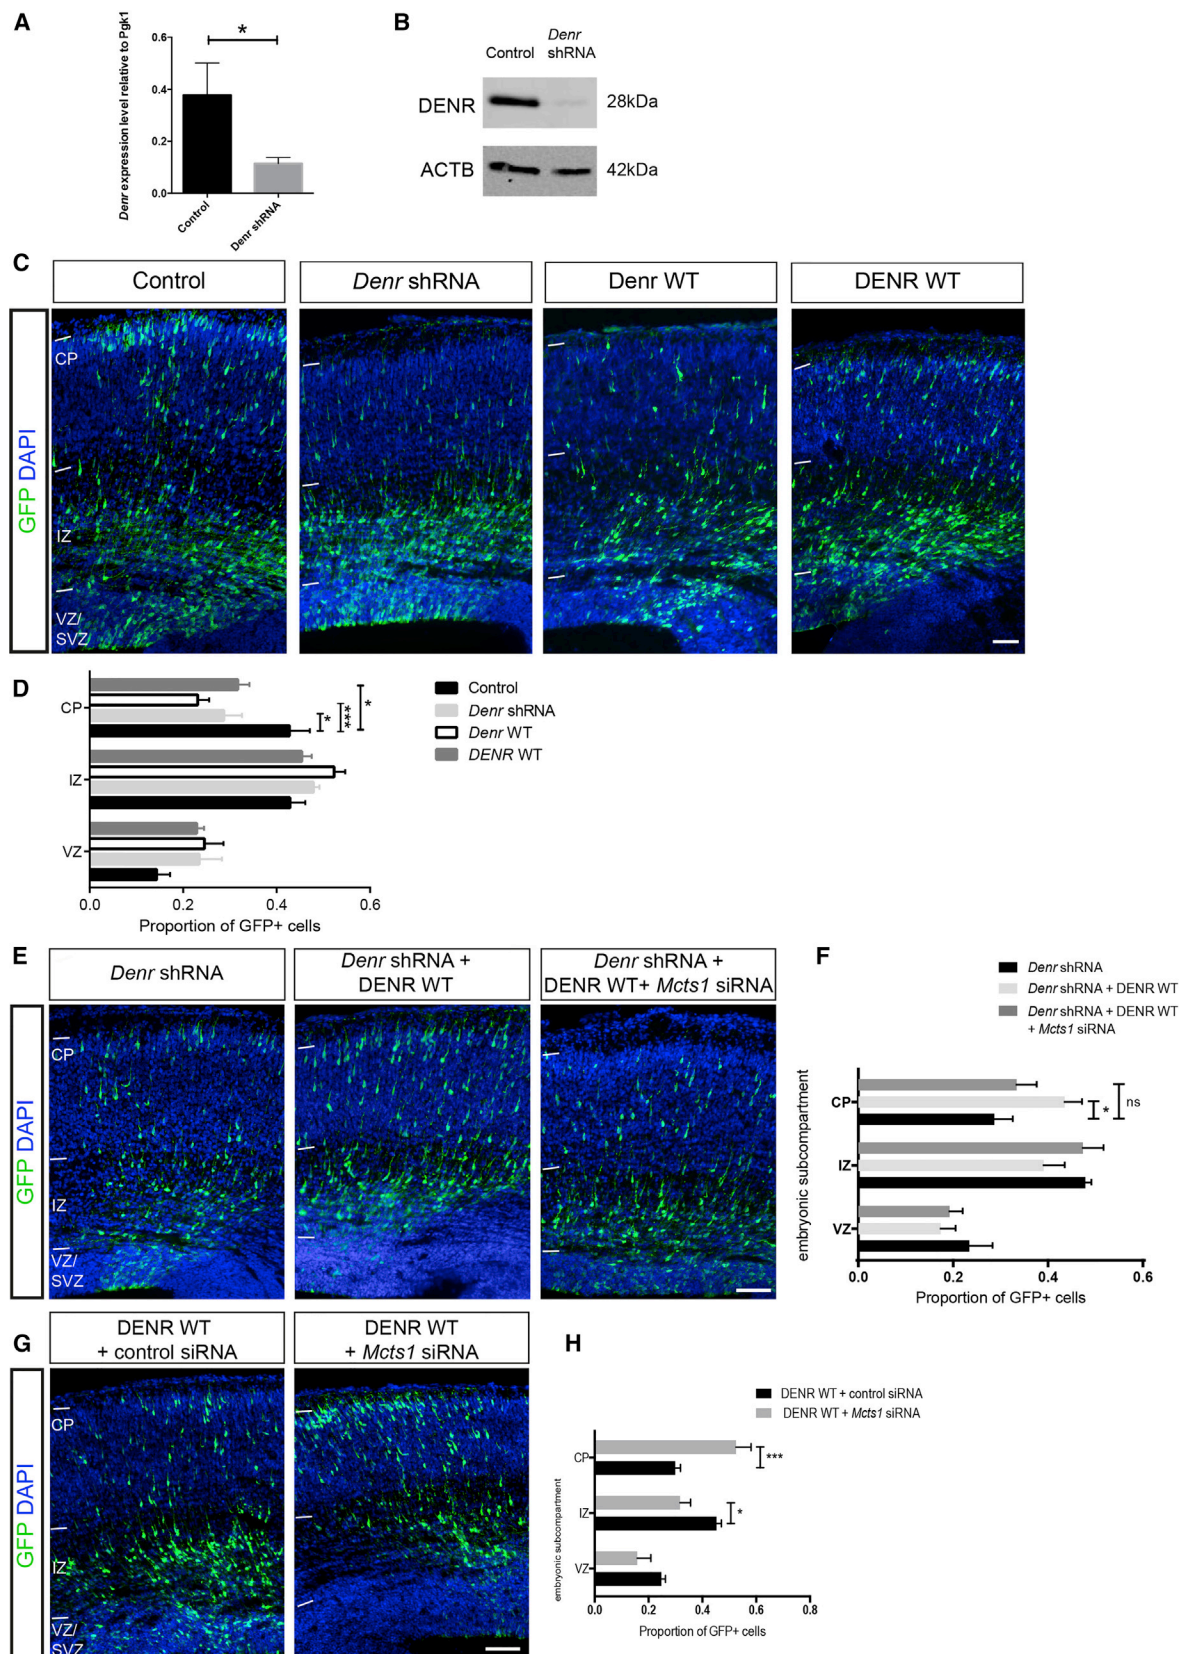 A
Denr expression level relative to Pgk1
0.6
0.4
0.2
0.0
*
Control
Denr shRNA
B
Control
Denr
shRNA
DENR
28kDa
ACTB
42kDa
C
Control
Denr shRNA
Denr WT
DENR WT
GFP DAPI
CP
IZ
VZ/
SVZ
D
CP
IZ
VZ
*
***
*
0.0
0.2
0.4
0.6
Proportion of GFP+ cells
Control
Denr shRNA
Denr WT
DENR WT
E
Denr shRNA
Denr shRNA +
DENR WT
Denr shRNA +
DENR WT+ Mcts1 siRNA
GFP DAPI
CP
IZ
VZ/
SVZ
F
Denr shRNA
Denr shRNA + DENR WT
Denr shRNA + DENR WT
+ Mcts1 siRNA
embryonic subcompartment
CP
IZ
VZ
*
ns
0.0
0.2
0.4
0.6
Proportion of GFP+ cells
G
DENR WT
+ control siRNA
DENR WT
+ Mcts1 siRNA
GFP DAPI
CP
IZ
VZ/
SVZ
H
DENR WT + control siRNA
DENR WT + Mcts1 siRNA
embryonic subcompartment
CP
IZ
VZ
***
*
0.0
0.2
0.4
0.6
0.8
Proportion of GFP+ cells